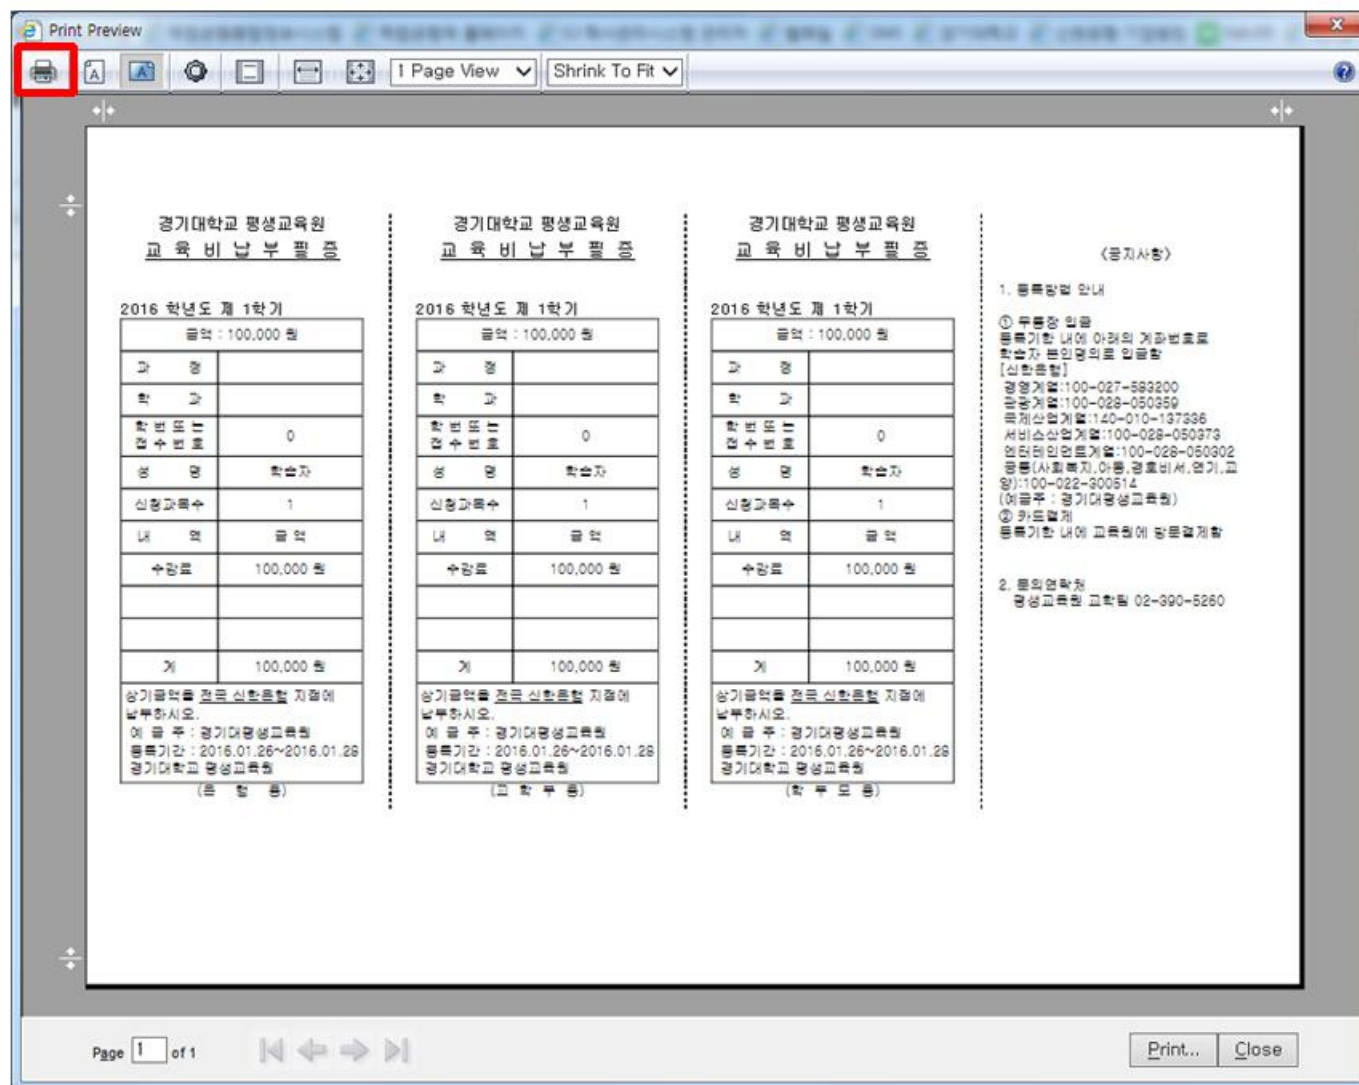 Print Preview
1 Page View
Shrink To Fit
경기대학교 평생교육원
교 육 비 납 부 필 증
2016 학년도 제 1학기
금액 : 100,000 원
과 정
학 과
학 번 또 는
접 수 번 호
0
성 명
학습자
신청과목수
1
내 역
금 액
수강료
100,000 원
계
100,000 원
상기금액을 전국 신한은행 지점에
납부하시오.
예 금 주 : 경기대평생교육원
등록기간 : 2016.01.26~2016.01.28
경기대학교 평생교육원
(은 행 용)
경기대학교 평생교육원
교 육 비 납 부 필 증
2016 학년도 제 1학기
금액 : 100,000 원
과 정
학 과
학 번 또 는
접 수 번 호
0
성 명
학습자
신청과목수
1
내 역
금 액
수강료
100,000 원
계
100,000 원
상기금액을 전국 신한은행 지점에
납부하시오.
예 금 주 : 경기대평생교육원
등록기간 : 2016.01.26~2016.01.28
경기대학교 평생교육원
(교 학 부 용)
경기대학교 평생교육원
교 육 비 납 부 필 증
2016 학년도 제 1학기
금액 : 100,000 원
과 정
학 과
학 번 또 는
접 수 번 호
0
성 명
학습자
신청과목수
1
내 역
금 액
수강료
100,000 원
계
100,000 원
상기금액을 전국 신한은행 지점에
납부하시오.
예 금 주 : 경기대평생교육원
등록기간 : 2016.01.26~2016.01.28
경기대학교 평생교육원
(학 부 모 용)
<공지사항>
1. 등록방법 안내
① 무통장 입금
등록기한 내에 아래의 계좌번호로
학습자 본인명의로 입금함
[신한은행]
경영계열:100-027-583200
관광계열:100-028-050359
국제산업계열:140-010-137336
서비스산업계열:100-028-050373
엔터테인먼트계열:100-028-050302
공통(사회복지,아동,경호비서,연기,교
양):100-022-300514
(예금주 : 경기대평생교육원)
② 카드결제
등록기한 내에 교육원에 방문결제함
2. 문의연락처
평생교육원 교학팀 02-390-5260
Page 1 of 1
Print...
Close